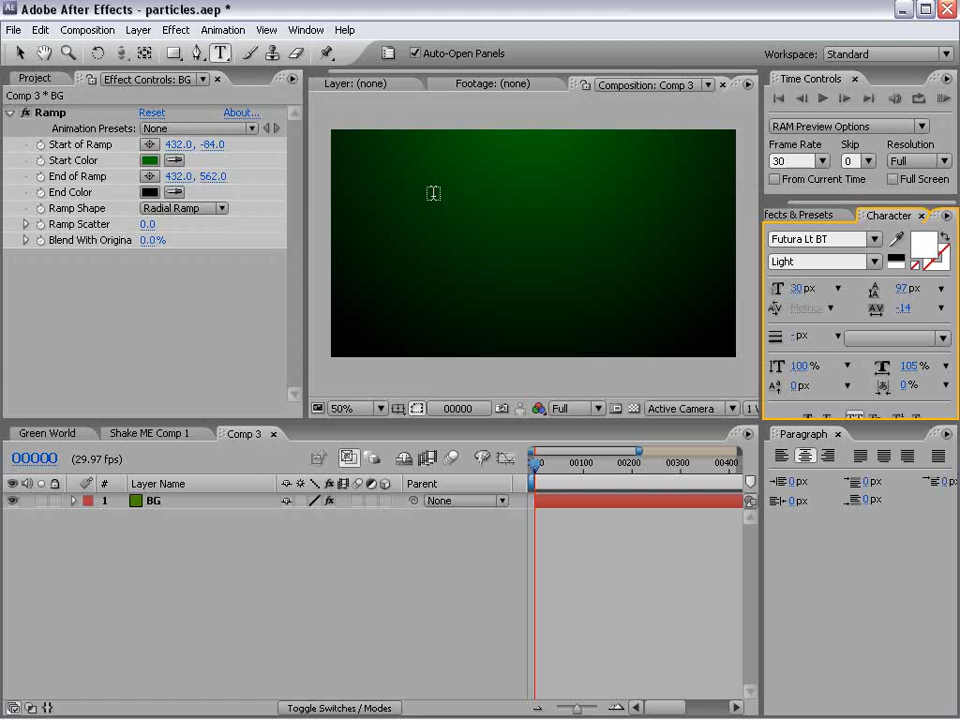 Adobe After Effects - particles.aep *
File Edit Composition Layer Effect Animation View Window Help
Auto-Open Panels
Workspace: Standard
Project
Effect Controls: BG
Comp 3 * BG
Ramp Reset About...
Animation Presets: None
Start of Ramp 432.0, -84.0
Start Color
End of Ramp 432.0, 562.0
End Color
Ramp Shape Radial Ramp
Ramp Scatter 0.0
Blend With Origina 0.0%
Layer: (none)
Footage: (none)
Composition: Comp 3
50%
00000
Full
Active Camera
1 V
Time Controls
RAM Preview Options
Frame Rate Skip Resolution
30 0 Full
From Current Time Full Screen
ffects & Presets
Character
Futura Lt BT
Light
30 px 97 px
Metrics -14
- px
100 % 105 %
0 px 0 %
Green World
Shake ME Comp 1
Comp 3
00000 (29.97 fps)
# Layer Name Parent
1 BG None
00100 00200 00300 00400
Toggle Switches / Modes
Paragraph
0 px 0 px 0 px
0 px 0 px